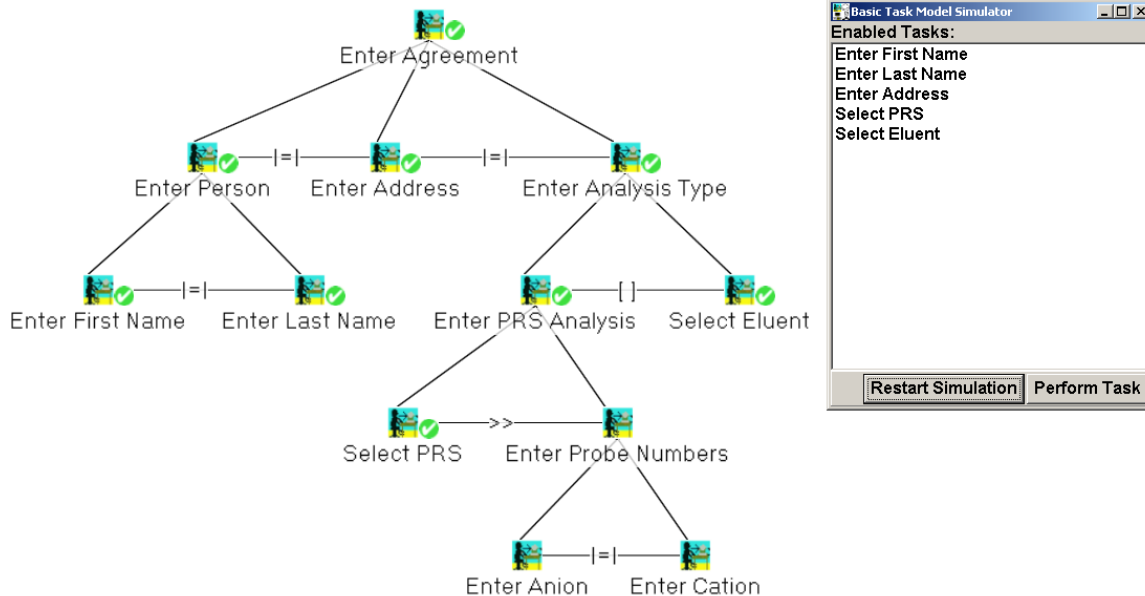 Enter Agreement
Enter Person |=| Enter Address |=| Enter Analysis Type
Enter First Name |=| Enter Last Name
Enter PRS Analysis [ ] Select Eluent
Select PRS >> Enter Probe Numbers
Enter Anion |=| Enter Cation
Basic Task Model Simulator
Enabled Tasks:
Enter First Name
Enter Last Name
Enter Address
Select PRS
Select Eluent
Restart Simulation Perform Task